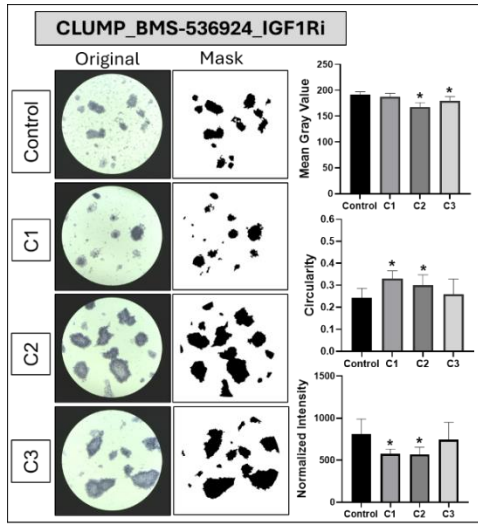 CLUMP_BMS-536924_IGF1Ri
Original Mask
Control
C1
C2
C3
Mean Gray Value
250
200
150
100
50
0
* *
Control C1 C2 C3
Circularity
0.6
0.5
0.4
0.3
0.2
0.1
0.0
* *
Control C1 C2 C3
Normalized Intensity
1500
1000
500
0
* *
Control C1 C2 C3